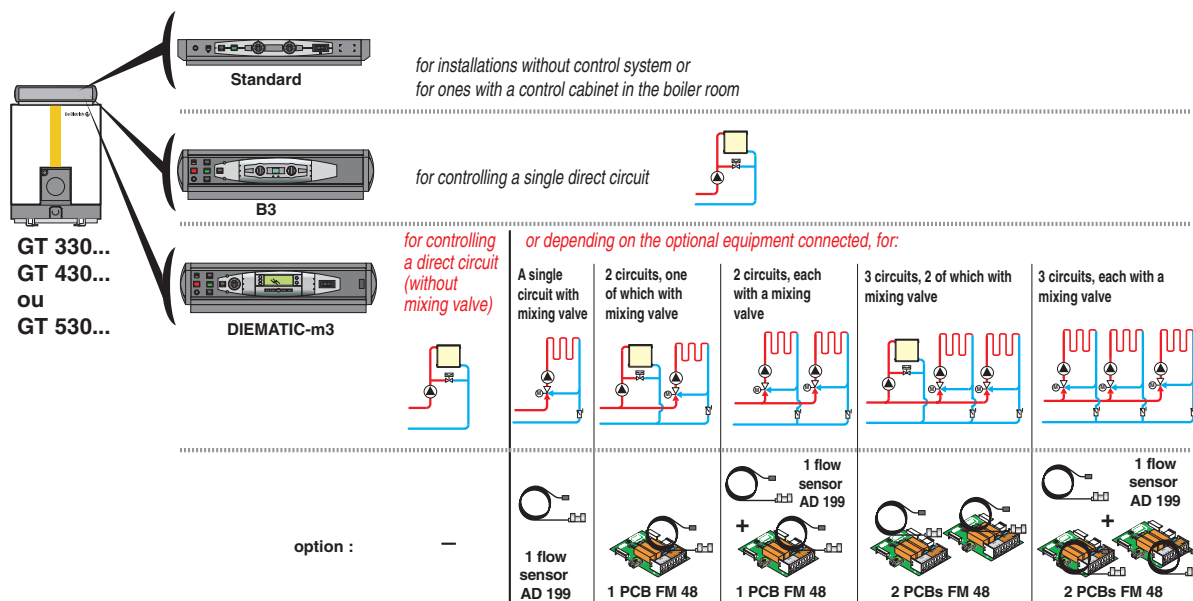 Standard
for installations without control system or
for ones with a control cabinet in the boiler room
De Dietrich
B3
for controlling a single direct circuit
GT 330...
GT 430...
ou
GT 530...
DIEMATIC-m3
for controlling
a direct circuit
(without
mixing valve)
or depending on the optional equipment connected, for:
A single
circuit with
mixing valve
2 circuits, one
of which with
mixing valve
2 circuits, each
with a mixing
valve
3 circuits, 2 of which with
mixing valve
3 circuits, each with a
mixing valve
M
M
M
M
M
M
M
M
M
option :
–
1 flow
sensor
AD 199
1 PCB FM 48
1 flow
sensor
AD 199
+
1 PCB FM 48
2 PCBs FM 48
1 flow
sensor
AD 199
+
2 PCBs FM 48